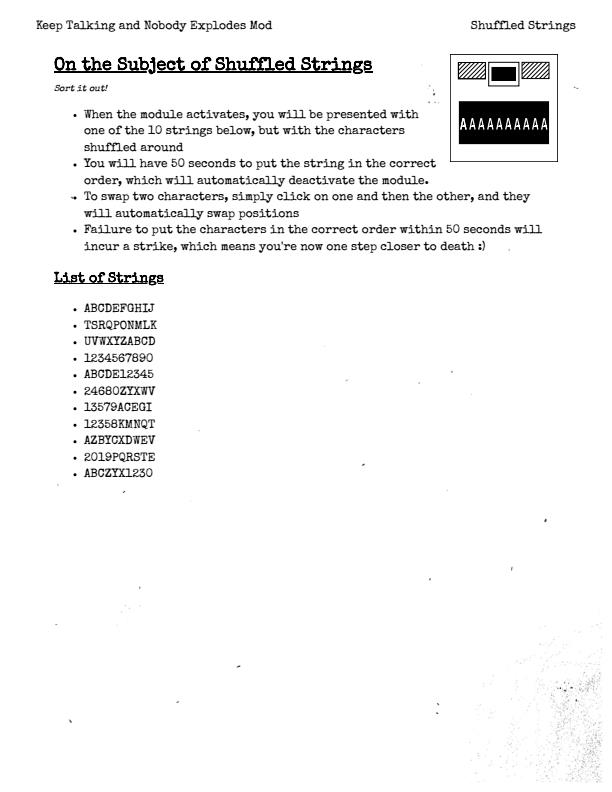 Keep Talking and Nobody Explodes Mod
Shuffled Strings
On the Subject of Shuffled Strings
Sort it out!
• When the module activates, you will be presented with
one of the 10 strings below, but with the characters
shuffled around
• You will have 50 seconds to put the string in the correct
order, which will automatically deactivate the module.
• To swap two characters, simply click on one and then the other, and they
will automatically swap positions
• Failure to put the characters in the correct order within 50 seconds will
incur a strike, which means you're now one step closer to death :)
AAAAAAAAAA
List of Strings
• ABCDEFGHIJ
• TSRQPONMLK
• UVWXYZABCD
• 1234567890
• ABCDE12345
• 24680ZYXWV
• 13579ACEGI
• 12358KMNQT
• AZBYCXDWEV
• 2019PQRSTE
• ABCZYX1230